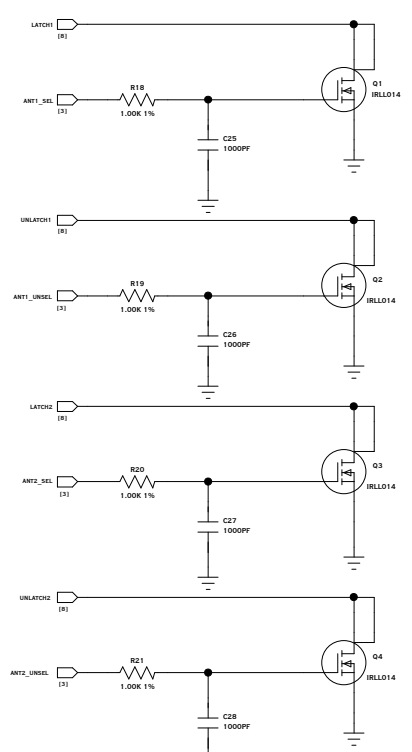 LATCH1
[8]
Q1
IRLL014
R18
ANT1_SEL
[3]
1.00K 1%
C25
1000PF
UNLATCH1
[8]
Q2
IRLL014
R19
ANT1_UNSEL
[3]
1.00K 1%
C26
1000PF
LATCH2
[8]
Q3
IRLL014
R20
ANT2_SEL
[3]
1.00K 1%
C27
1000PF
UNLATCH2
[8]
Q4
IRLL014
R21
ANT2_UNSEL
[3]
1.00K 1%
C28
1000PF